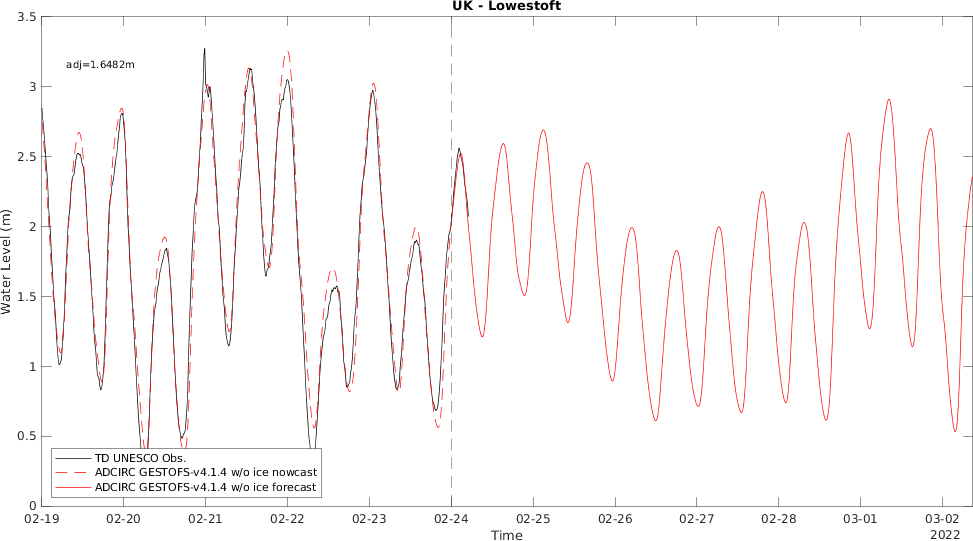 UK - Lowestoft
adj=1.6482m
Water Level (m)
3.5
3
2.5
2
1.5
1
0.5
0
TD UNESCO Obs.
ADCIRC GESTOFS-v4.1.4 w/o ice nowcast
ADCIRC GESTOFS-v4.1.4 w/o ice forecast
02-19 02-20 02-21 02-22 02-23 02-24 02-25 02-26 02-27 02-28 03-01 03-02
Time
2022